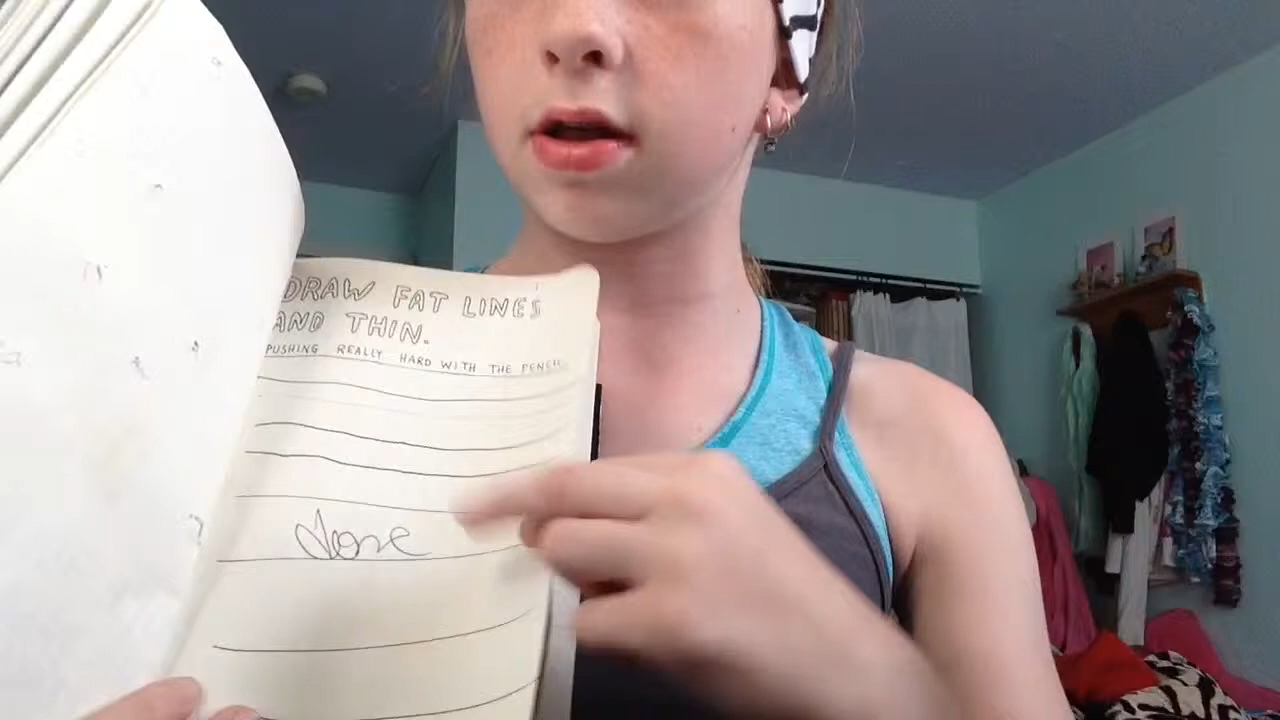 DRAW FAT LINES
AND THIN.
PUSHING REALLY HARD WITH THE PENCIL
done